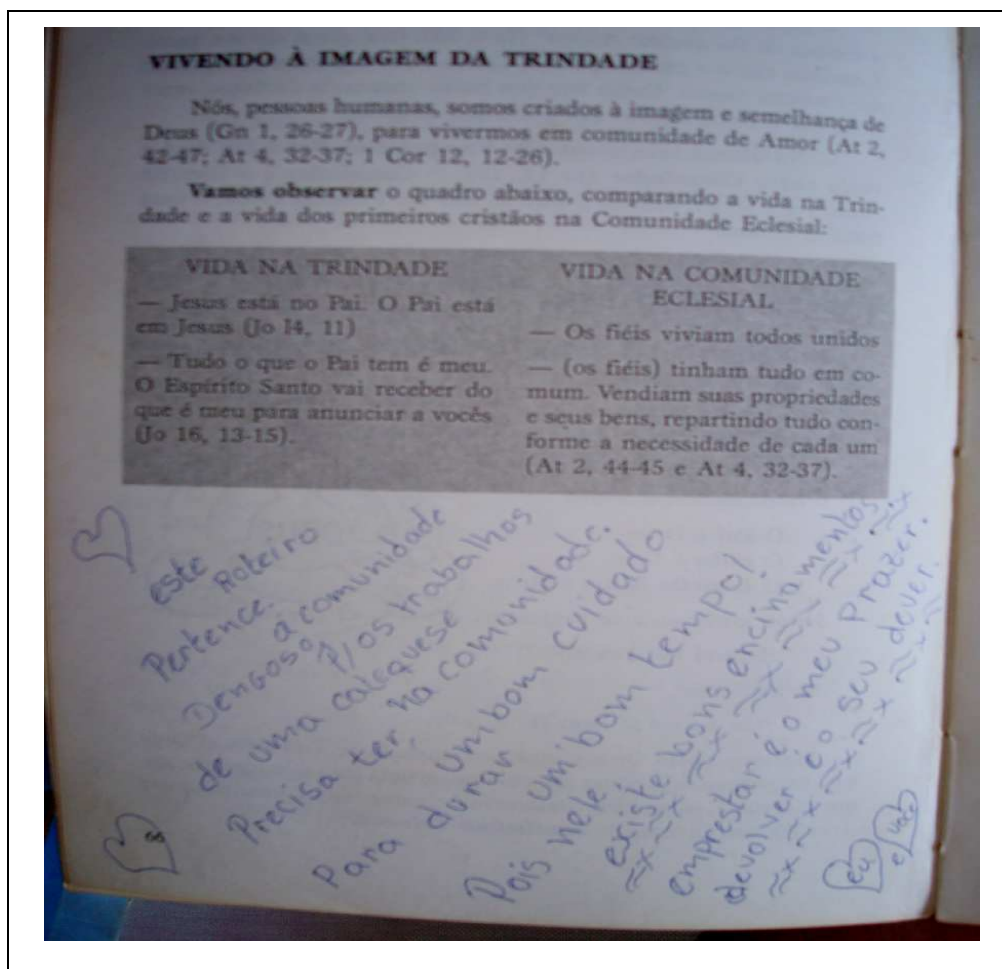 VIVENDO À IMAGEM DA TRINDADE
Nós, pessoas humanas, somos criados à imagem e semelhança de
Deus (Gn 1, 26-27), para vivermos em comunidade de Amor (At 2,
42-47; At 4, 32-37; 1 Cor 12, 12-26).
Vamos observar o quadro abaixo, comparando a vida na Trin-
dade e a vida dos primeiros cristãos na Comunidade Eclesial:
VIDA NA TRINDADE
— Jesus está no Pai. O Pai está
em Jesus (Jo 14, 11)
— Tudo o que o Pai tem é meu.
O Espírito Santo vai receber do
que é meu para anunciar a vocês
(Jo 16, 13-15).
VIDA NA COMUNIDADE
ECLESIAL
— Os fiéis viviam todos unidos
— (os fiéis) tinham tudo em co-
mum. Vendiam suas propriedades
e seus bens, repartindo tudo con-
forme a necessidade de cada um
(At 2, 44-45 e At 4, 32-37).
este Roteiro
Pertence a comunidade
Dengoso p/os trabalhos
de uma catequese na comunidade.
Precisa ter um bom cuidado
Para durar um bom tempo!
Pois nele existe bons encinamentos
emprestar é o meu prazer.
devolver é o seu dever.
eu e você
66